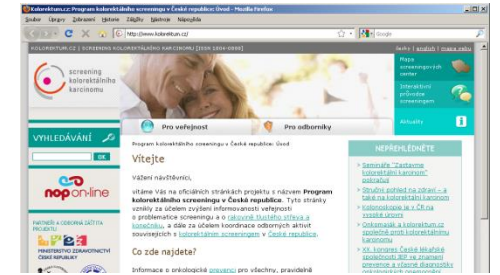 Kolorektum.cz: Program kolorektálního screeningu v České republice: Úvod - Mozilla Firefox
Soubor Úpravy Zobrazení Historie Záložky Nástroje Nápověda
http://www.kolorektum.cz/
Google
KOLOREKTUM.CZ | SCREENING KOLOREKTÁLNÍHO KARCINOMU [ISSN 1804-0888]
česky | english | mapa webu
screening
kolorektálního
karcinomu
Mapa
screeningových
center
Interaktivní
průvodce
screeningem
Aktuality
Pro veřejnost
Pro odborníky
VYHLEDÁVÁNÍ
OK
nop on-line
PARTNEŘI A ODBORNÁ ZÁŠTITA
PROJEKTU
MINISTERSTVO ZDRAVOTNICTVÍ
ČESKÉ REPUBLIKY
Program kolorektálního screeningu v České republice: Úvod
Vítejte
Vážení návštěvníci,
vítáme Vás na oficiálních stránkách projektu s názvem Program
kolorektálního screeningu v České republice. Tyto stránky
vznikly za účelem zvýšení informovanosti veřejnosti
o problematice screeningu a o rakovině tlustého střeva a
konečníku, a dále za účelem koordinace odborných aktivit
souvisejících s kolorektálním screeningem v České republice.
Co zde najdete?
Informace o onkologické prevenci pro všechny, pravidelně
NEPŘEHLÉDNĚTE
> Semináře "Zastavme
kolorektální karcinom"
pokračují
> Stručný pohled na zdraví – a
také na kolorektální karcinom
> Kolonoskopie je v ČR na
vysoké úrovni
> Onkomaják a kolorektum.cz
společně proti kolorektálnímu
karcinomu
> XX. kongres České lékařské
společnosti JEP ve znamení
prevence a včasné diagnostiky
onkologických onemocnění